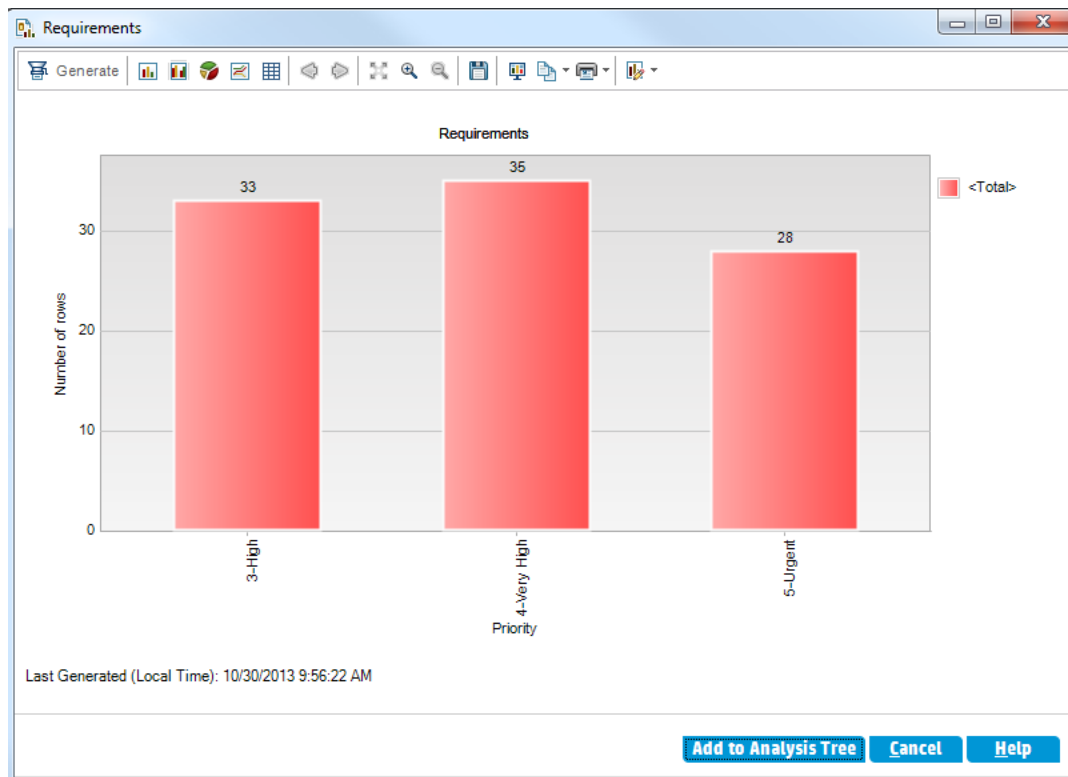 Requirements
Generate
Requirements
33
35
28
<Total>
30
20
10
0
Number of rows
3-High
4-Very High
5-Urgent
Priority
Last Generated (Local Time): 10/30/2013 9:56:22 AM
Add to Analysis Tree
Cancel
Help